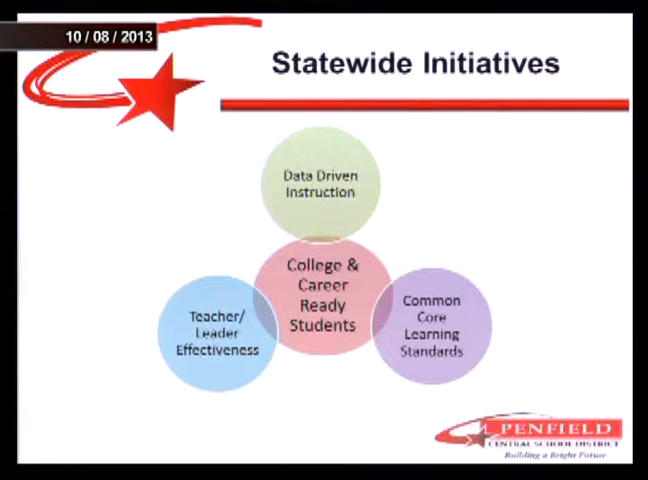 10 / 08 / 2013
Statewide Initiatives
Data Driven
Instruction
College &
Career
Ready
Students
Teacher/
Leader
Effectiveness
Common
Core
Learning
Standards
PENFIELD
CENTRAL SCHOOL DISTRICT
Building a Bright Future